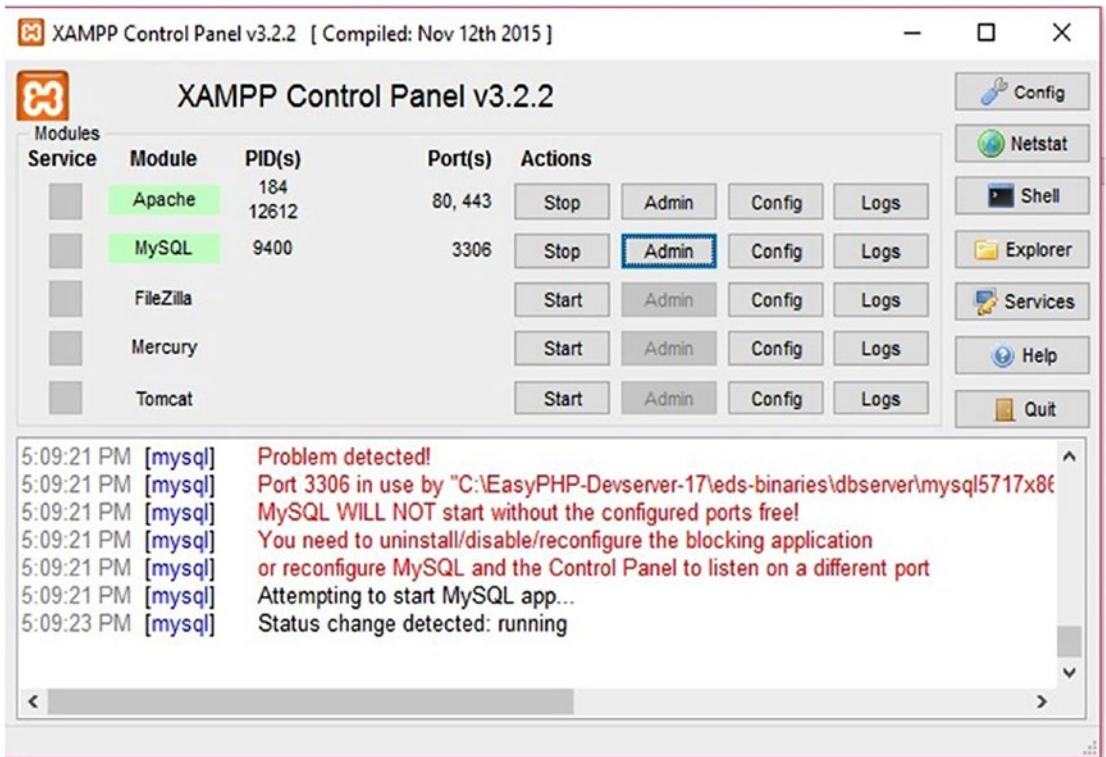 XAMPP Control Panel v3.2.2 [ Compiled: Nov 12th 2015 ]
XAMPP Control Panel v3.2.2
Config
Modules
Service Module PID(s) Port(s) Actions
Netstat
Apache 184 12612 80, 443 Stop Admin Config Logs
Shell
MySQL 9400 3306 Stop Admin Config Logs
Explorer
FileZilla Start Admin Config Logs
Services
Mercury Start Admin Config Logs
Help
Tomcat Start Admin Config Logs
Quit
5:09:21 PM [mysql] Problem detected!
5:09:21 PM [mysql] Port 3306 in use by "C:\EasyPHP-Devserver-17\eds-binaries\dbserver\mysql5717x86
5:09:21 PM [mysql] MySQL WILL NOT start without the configured ports free!
5:09:21 PM [mysql] You need to uninstall/disable/reconfigure the blocking application
5:09:21 PM [mysql] or reconfigure MySQL and the Control Panel to listen on a different port
5:09:21 PM [mysql] Attempting to start MySQL app...
5:09:23 PM [mysql] Status change detected: running